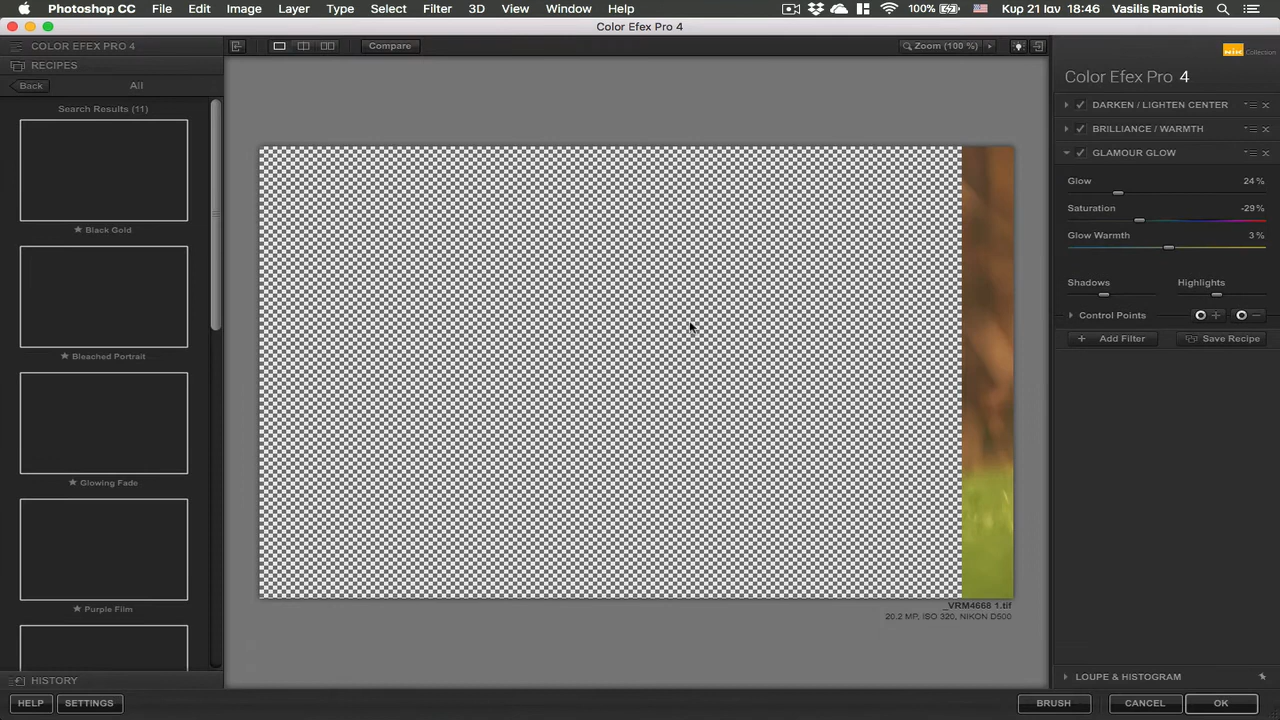 Photoshop CC File Edit Image Layer Type Select Filter 3D View Window Help 100% Κυρ 21 Ιαν 18:46 Vasilis Ramiotis
Color Efex Pro 4
COLOR EFEX PRO 4
Compare
Zoom (100 %)
RECIPES
Back
All
Search Results (11)
★ Black Gold
★ Bleached Portrait
★ Glowing Fade
★ Purple Film
HISTORY
HELP
SETTINGS
_VRM4668 1.tif
20.2 MP, ISO 320, NIKON D500
Nik Collection
Color Efex Pro 4
DARKEN / LIGHTEN CENTER
BRILLIANCE / WARMTH
GLAMOUR GLOW
Glow 24 %
Saturation -29 %
Glow Warmth 3 %
Shadows Highlights
Control Points
+ Add Filter
Save Recipe
LOUPE & HISTOGRAM
BRUSH
CANCEL
OK